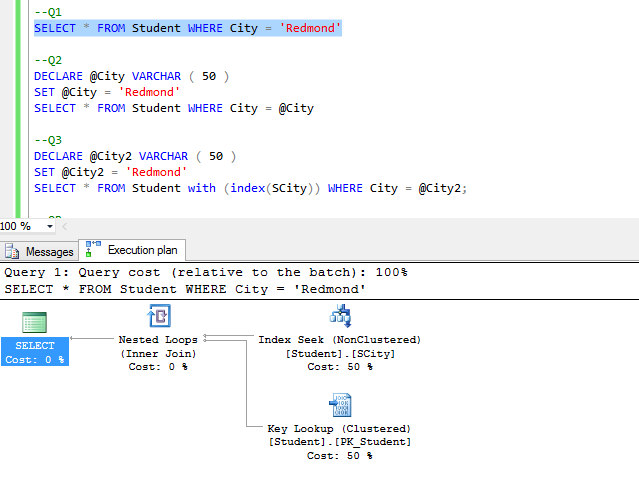 --Q1
SELECT * FROM Student WHERE City = 'Redmond'
--Q2
DECLARE @City VARCHAR ( 50 )
SET @City = 'Redmond'
SELECT * FROM Student WHERE City = @City
--Q3
DECLARE @City2 VARCHAR ( 50 )
SET @City2 = 'Redmond'
SELECT * FROM Student with (index(SCity)) WHERE City = @City2;
100 %
Messages
Execution plan
Query 1: Query cost (relative to the batch): 100%
SELECT * FROM Student WHERE City = 'Redmond'
SELECT
Cost: 0 %
Nested Loops
(Inner Join)
Cost: 0 %
Index Seek (NonClustered)
[Student].[SCity]
Cost: 50 %
Key Lookup (Clustered)
[Student].[PK_Student]
Cost: 50 %